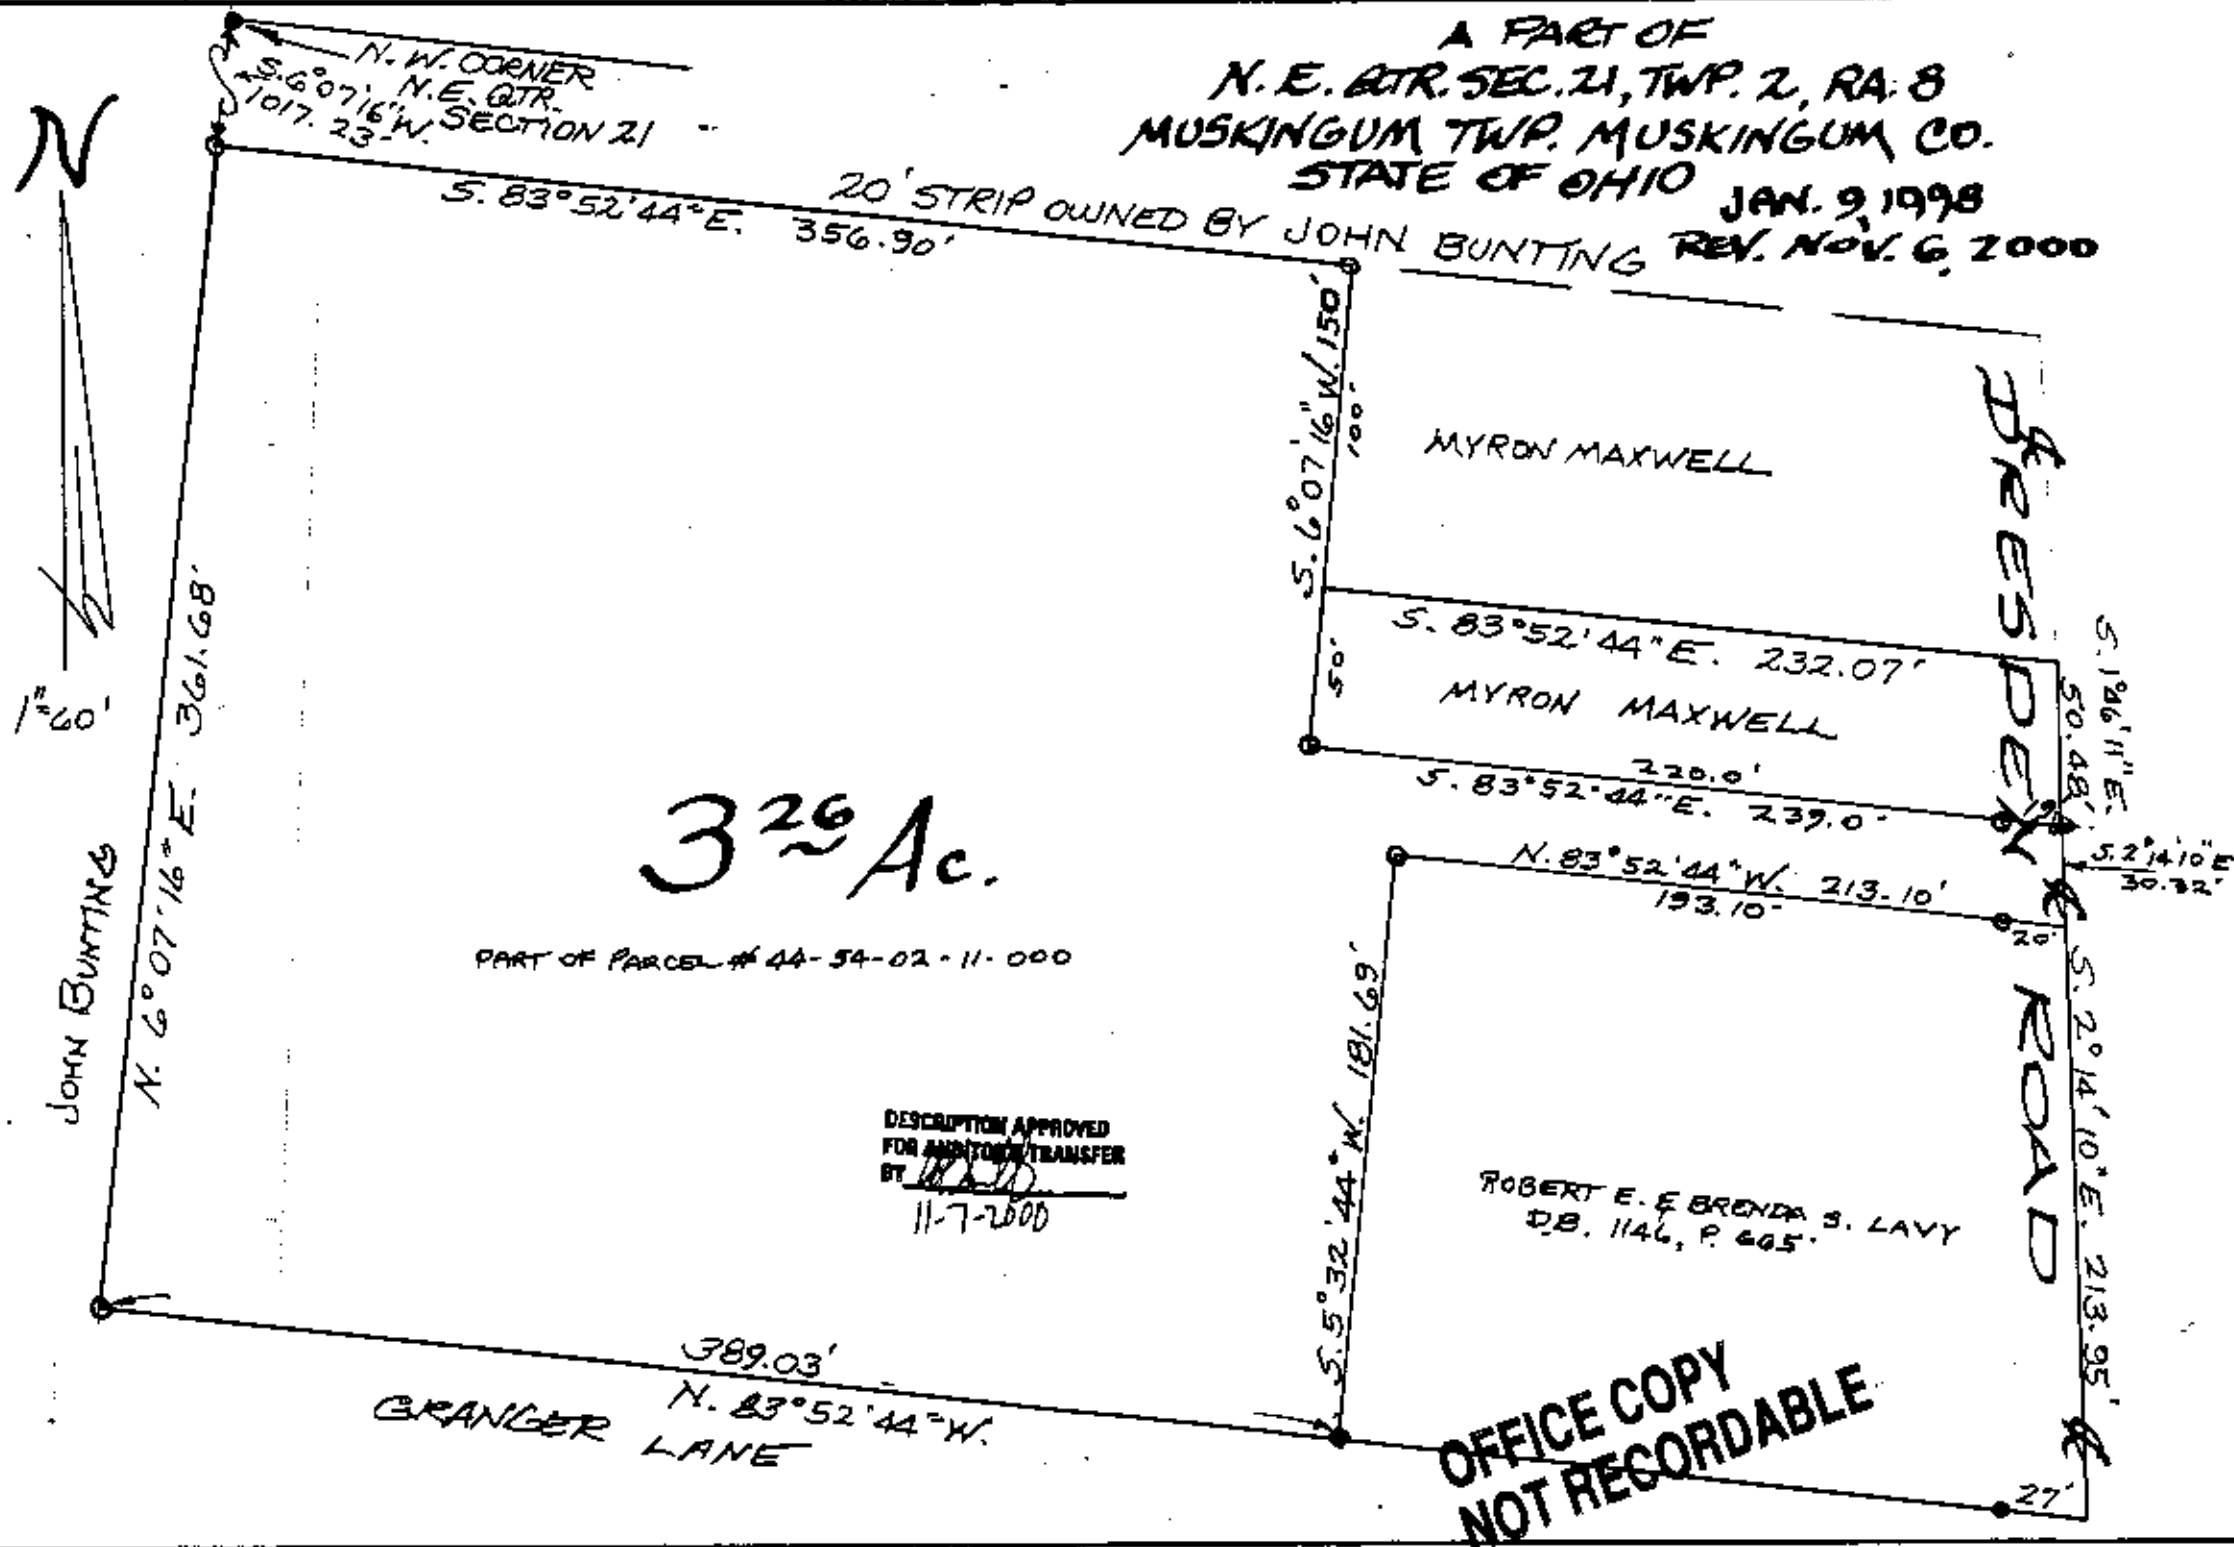 A PART OF
N. E. QTR. SEC. 21, TWP. 2, RA. 8
MUSKINGUM TWP. MUSKINGUM CO.
STATE OF OHIO
JAN. 9, 1998
REV. NOV. 6, 2000
N. W. CORNER
N. E. QTR.
SECTION 21
S. 6°07'16" W.
1017.23
N
1"=60'
S. 83°52'44" E. 356.90'
20' STRIP OWNED BY JOHN BUNTING
S. 6°07'16" W. 150'
100'
50'
MYRON MAXWELL
S. 83°52'44" E. 232.07'
MYRON MAXWELL
220.0'
S. 83°52'44" E. 239.0'
19'
S. 1°46'11" E.
50.48'
S. 2°14'10" E
30.32'
DRESDEN ROAD
N. 83°52'44" W. 213.10'
193.10'
20'
S. 2°14'10" E. 213.95'
N. 6°07'16" E. 361.68'
JOHN BUNTING
3 26 Ac.
PART OF PARCEL # 44-54-02-11-000
DESCRIPTION APPROVED
FOR AUDITOR'S TRANSFER
BY
11-7-2000
S. 5°32'44" W. 181.69'
ROBERT E. & BRENDA S. LAVY
D.B. 1146, P. 605.
389.03'
N. 83°52'44" W.
GRANGER LANE
27'
OFFICE COPY
NOT RECORDABLE